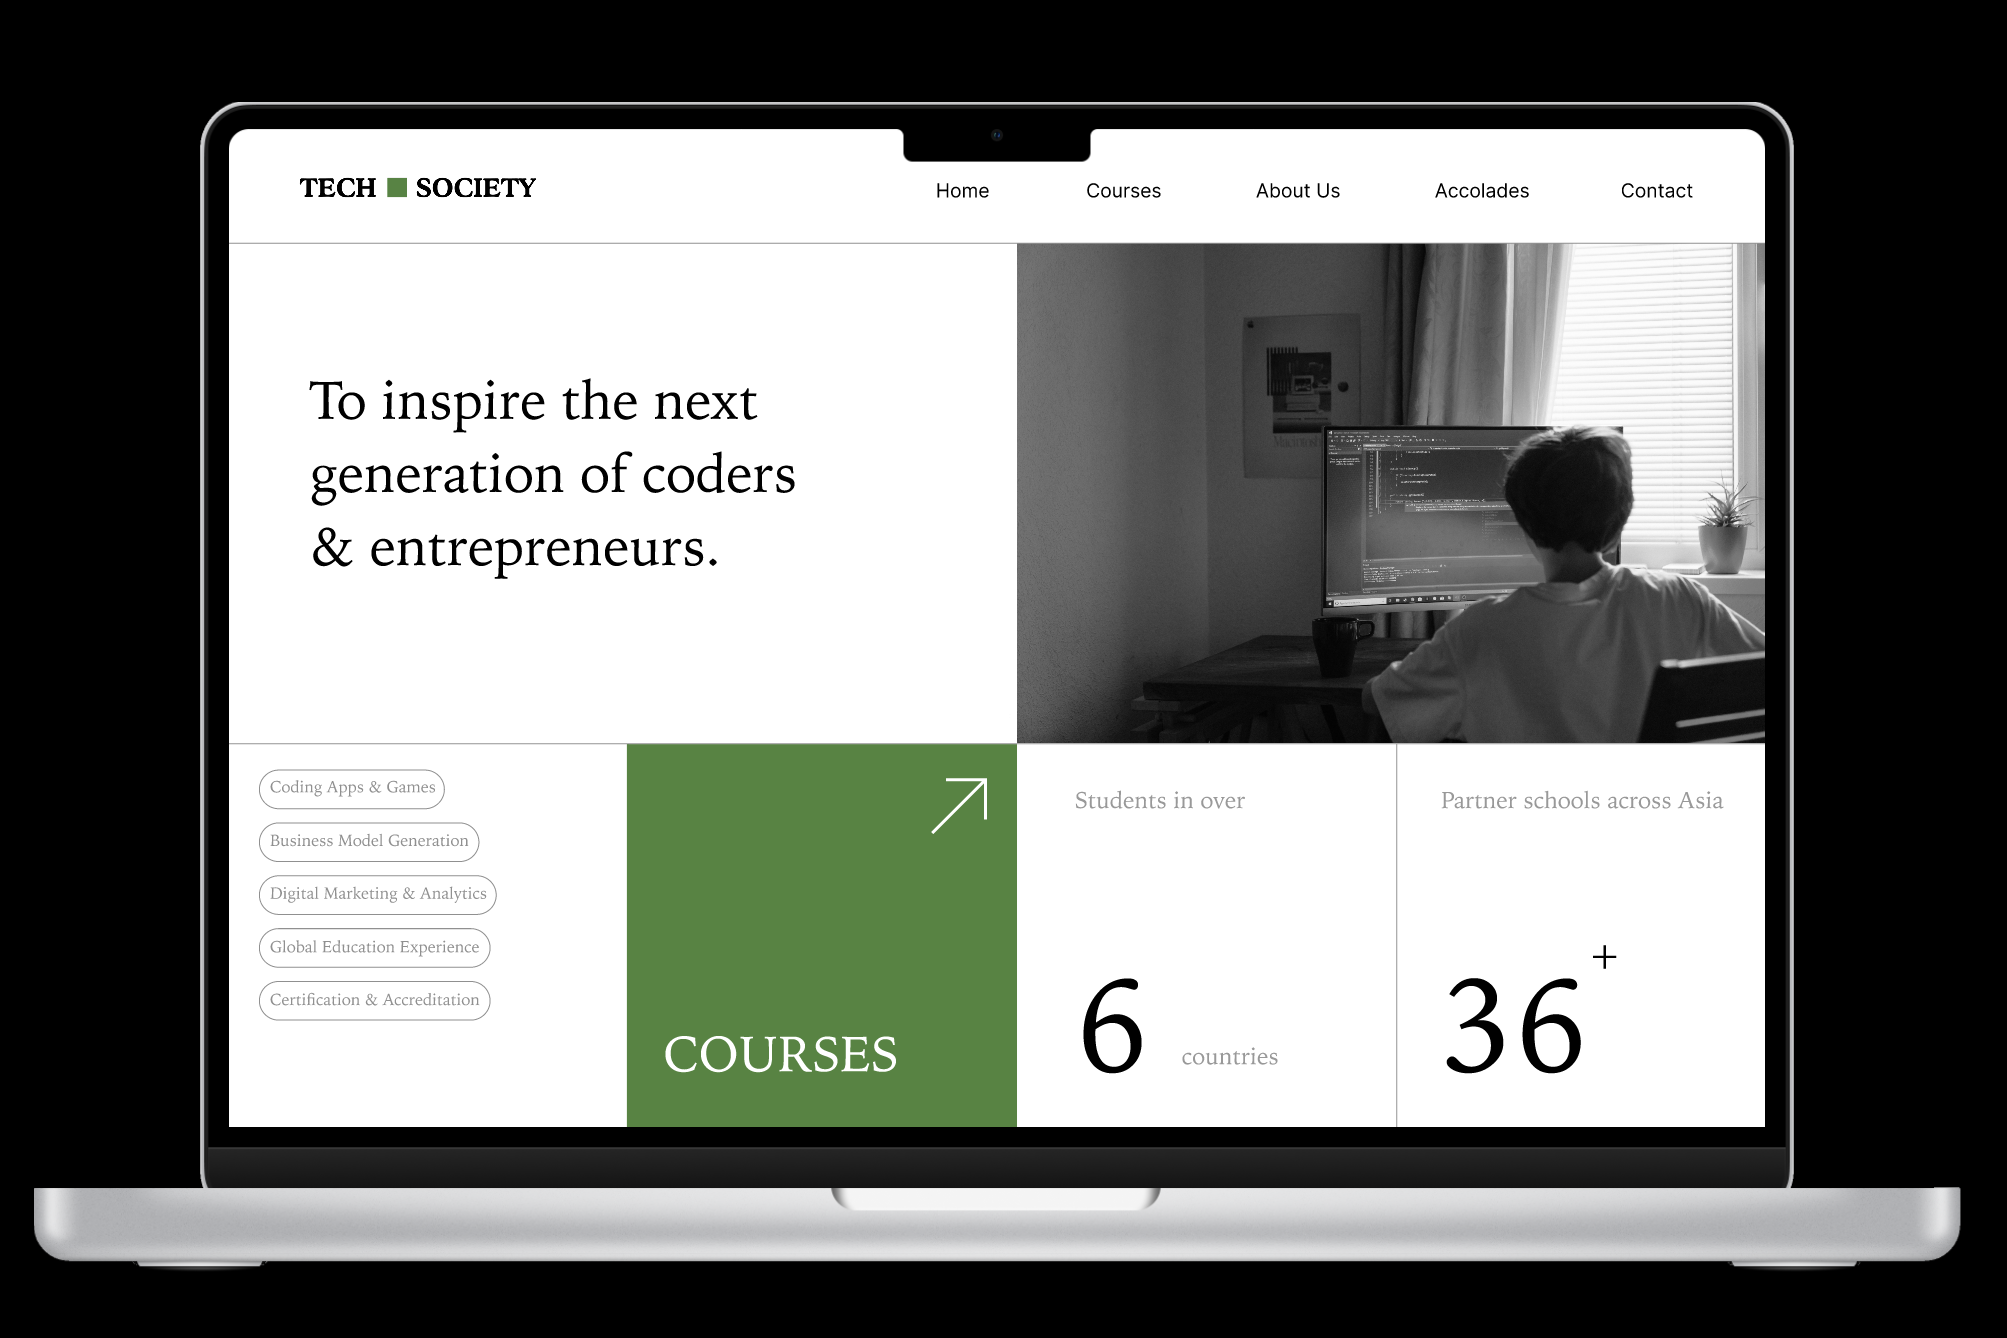 TECH SOCIETY
Home Courses About Us Accolades Contact
To inspire the next
generation of coders
& entrepreneurs.
Macintosh
Coding Apps & Games
Business Model Generation
Digital Marketing & Analytics
Global Education Experience
Certification & Accreditation
COURSES
Students in over
6 countries
Partner schools across Asia
36+